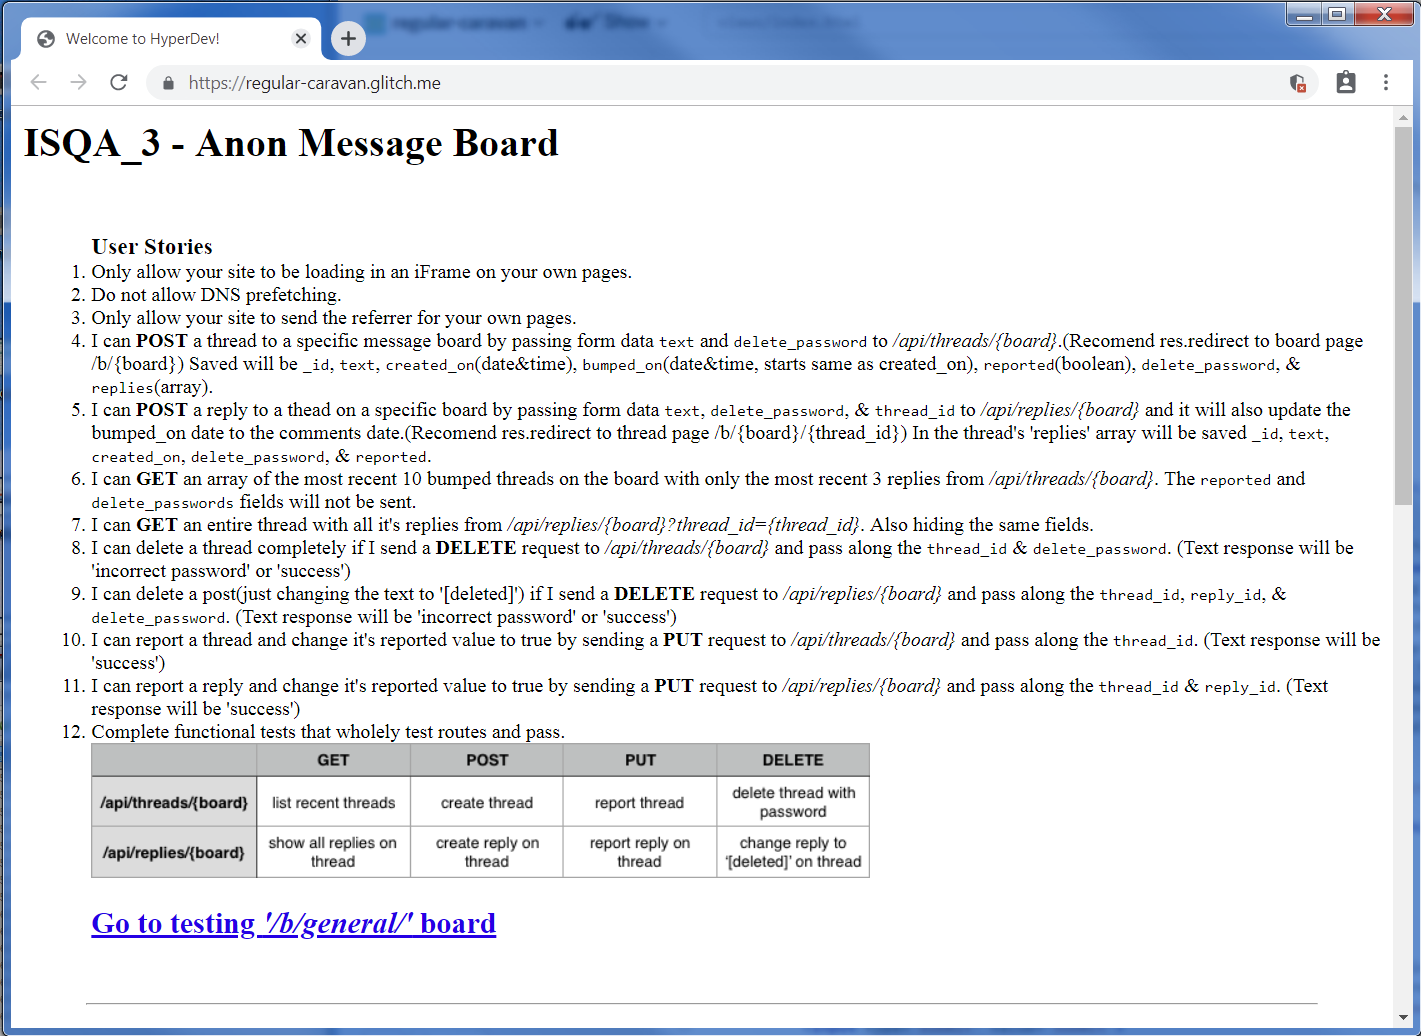 Welcome to HyperDev!
https://regular-caravan.glitch.me
ISQA_3 - Anon Message Board
User Stories
1. Only allow your site to be loading in an iFrame on your own pages.
2. Do not allow DNS prefetching.
3. Only allow your site to send the referrer for your own pages.
4. I can POST a thread to a specific message board by passing form data text and delete_password to /api/threads/{board}.(Recomend res.redirect to board page
/b/{board}) Saved will be _id, text, created_on(date&time), bumped_on(date&time, starts same as created_on), reported(boolean), delete_password, &
replies(array).
5. I can POST a reply to a thead on a specific board by passing form data text, delete_password, & thread_id to /api/replies/{board} and it will also update the
bumped_on date to the comments date.(Recomend res.redirect to thread page /b/{board}/{thread_id}) In the thread's 'replies' array will be saved _id, text,
created_on, delete_password, & reported.
6. I can GET an array of the most recent 10 bumped threads on the board with only the most recent 3 replies from /api/threads/{board}. The reported and
delete_passwords fields will not be sent.
7. I can GET an entire thread with all it's replies from /api/replies/{board}?thread_id={thread_id}. Also hiding the same fields.
8. I can delete a thread completely if I send a DELETE request to /api/threads/{board} and pass along the thread_id & delete_password. (Text response will be
'incorrect password' or 'success')
9. I can delete a post(just changing the text to '[deleted]') if I send a DELETE request to /api/replies/{board} and pass along the thread_id, reply_id, &
delete_password. (Text response will be 'incorrect password' or 'success')
10. I can report a thread and change it's reported value to true by sending a PUT request to /api/threads/{board} and pass along the thread_id. (Text response will be
'success')
11. I can report a reply and change it's reported value to true by sending a PUT request to /api/replies/{board} and pass along the thread_id & reply_id. (Text
response will be 'success')
12. Complete functional tests that wholely test routes and pass.
GET POST PUT DELETE
/api/threads/{board} list recent threads create thread report thread delete thread with
password
/api/replies/{board} show all replies on
thread create reply on
thread report reply on
thread change reply to
'[deleted]' on thread
Go to testing '/b/general/' board